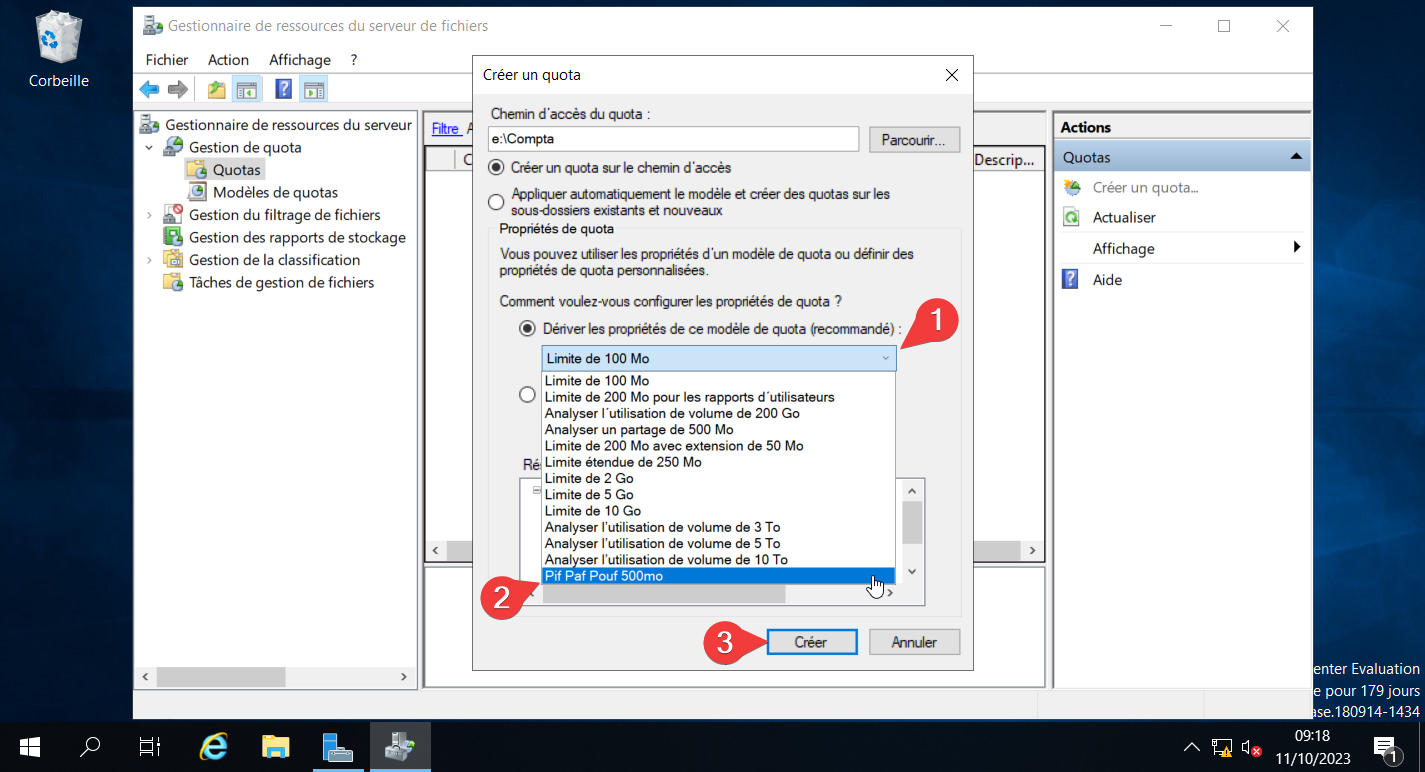 Corbeille
Gestionnaire de ressources du serveur de fichiers
Fichier Action Affichage ?
Gestionnaire de ressources du serveur
Gestion de quota
Quotas
Modèles de quotas
Gestion du filtrage de fichiers
Gestion des rapports de stockage
Gestion de la classification
Tâches de gestion de fichiers
Filtre
Descrip...
Créer un quota
Chemin d'accès du quota :
e:\Compta
Parcourir...
Créer un quota sur le chemin d'accès
Appliquer automatiquement le modèle et créer des quotas sur les
sous-dossiers existants et nouveaux
Propriétés de quota
Vous pouvez utiliser les propriétés d'un modèle de quota ou définir des
propriétés de quota personnalisées.
Comment voulez-vous configurer les propriétés de quota ?
Dériver les propriétés de ce modèle de quota (recommandé) :
1
Limite de 100 Mo
Limite de 100 Mo
Limite de 200 Mo pour les rapports d´utilisateurs
Analyser l´utilisation de volume de 200 Go
Analyser un partage de 500 Mo
Limite de 200 Mo avec extension de 50 Mo
Limite étendue de 250 Mo
Limite de 2 Go
Limite de 5 Go
Limite de 10 Go
Analyser l'utilisation de volume de 3 To
Analyser l'utilisation de volume de 5 To
Analyser l'utilisation de volume de 10 To
Pif Paf Pouf 500mo
2
3
Créer
Annuler
Actions
Quotas
Créer un quota...
Actualiser
Affichage
Aide
enter Evaluation
e pour 179 jours
ase.180914-1434
09:18
11/10/2023
1